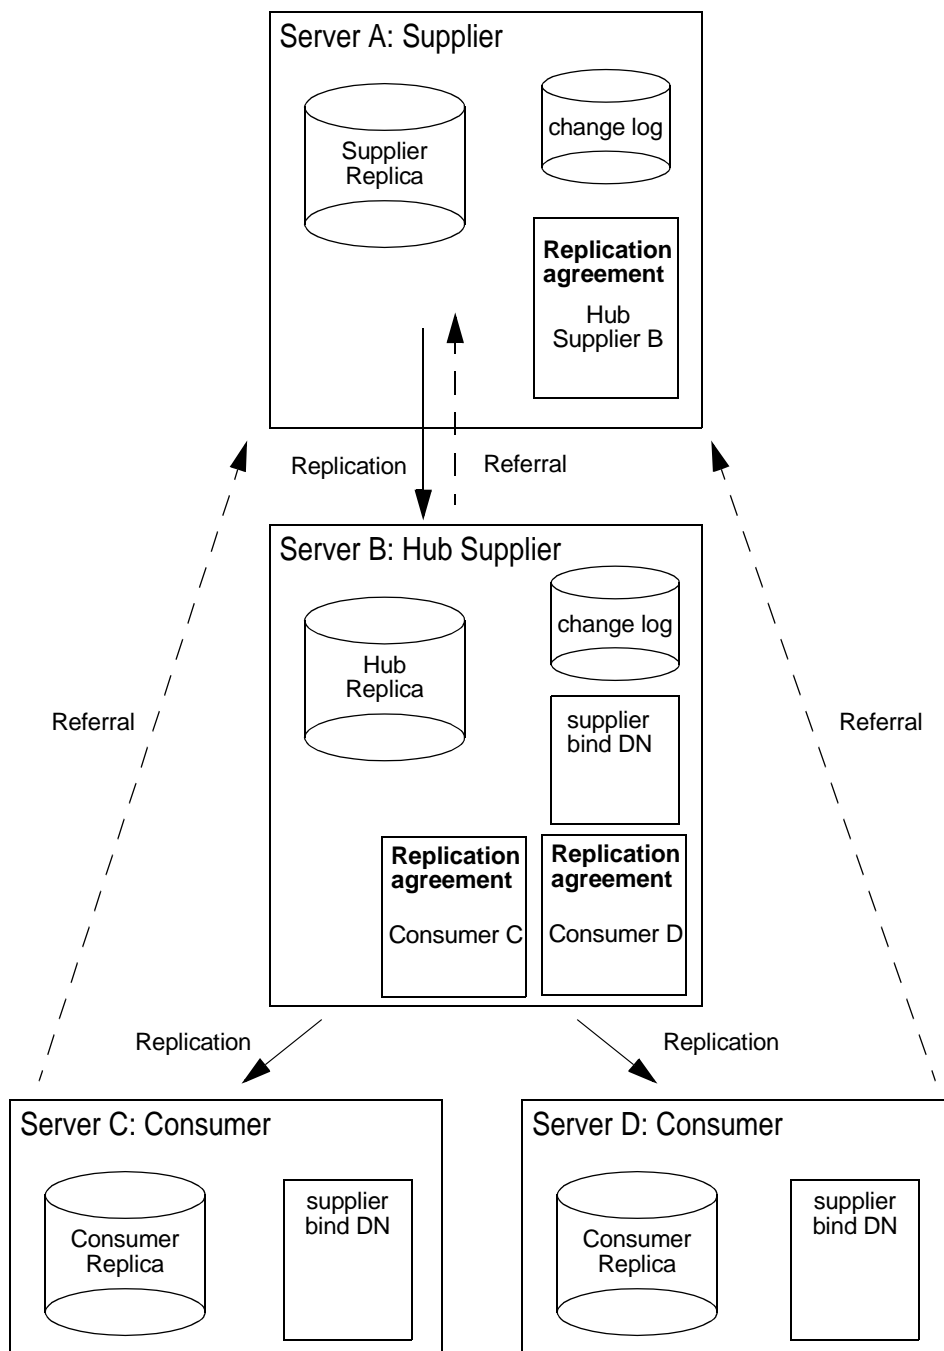 Server A: Supplier
change log
Supplier
Replica
Replication
agreement
Hub
Supplier B
Replication
Referral
Server B: Hub Supplier
change log
Hub
Replica
supplier
bind DN
Referral
Referral
Replication
agreement
Consumer C
Replication
agreement
Consumer D
Replication
Replication
Server C: Consumer
supplier
bind DN
Consumer
Replica
Server D: Consumer
supplier
bind DN
Consumer
Replica